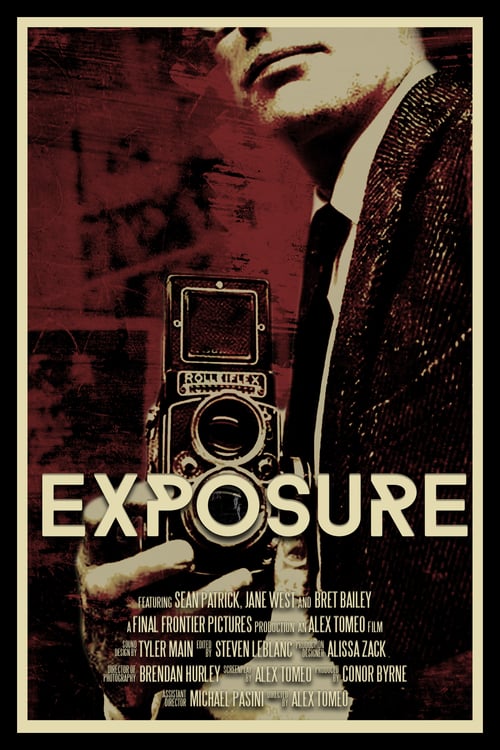 ROLLEIFLEX
EXPOSURE
FEATURING SEAN PATRICK, JANE WEST AND BRET BAILEY
A FINAL FRONTIER PICTURES PRODUCTION AN ALEX TOMEO FILM
SOUND DESIGN BY TYLER MAIN EDITED BY STEVEN LEBLANC PRODUCTION DESIGNER ALISSA ZACK
DIRECTOR OF PHOTOGRAPHY BRENDAN HURLEY SCREENPLAY BY ALEX TOMEO PRODUCED BY CONOR BYRNE
ASSISTANT DIRECTOR MICHAEL PASINI DIRECTED BY ALEX TOMEO